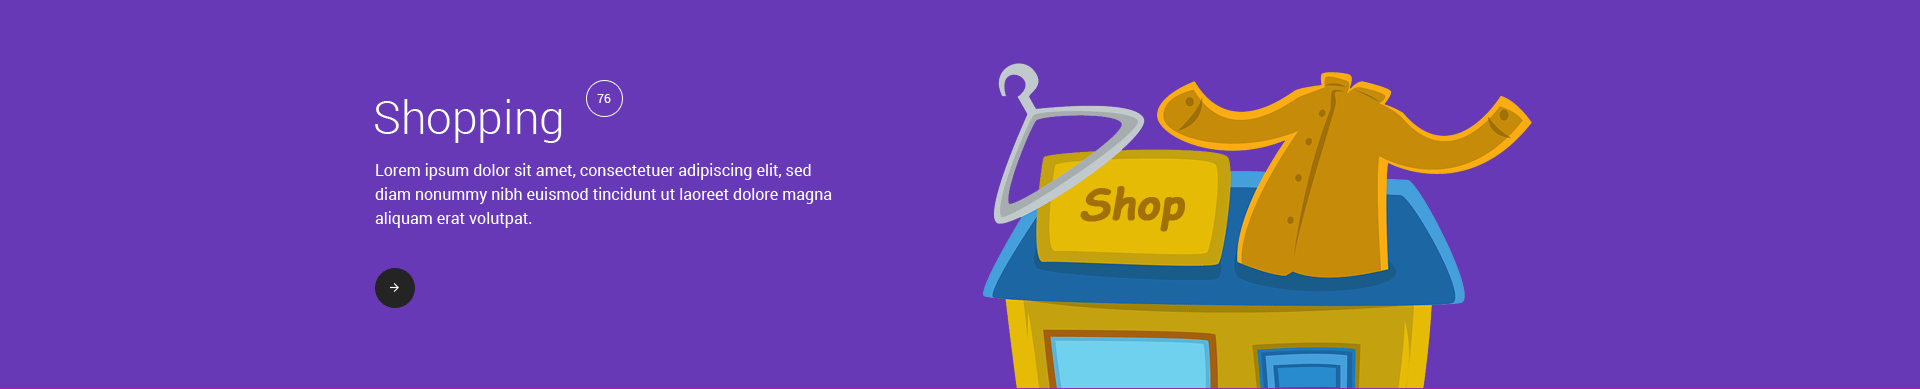 Shopping
76
Lorem ipsum dolor sit amet, consectetuer adipiscing elit, sed
diam nonummy nibh euismod tincidunt ut laoreet dolore magna
aliquam erat volutpat.
Shop